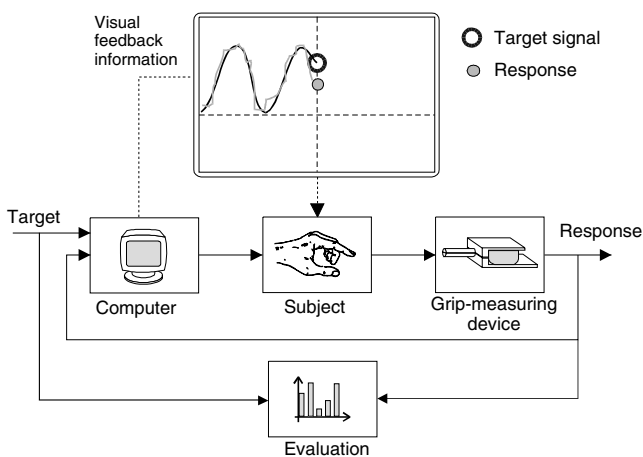 Visual
feedback
information
Target signal
Response
Target
Response
Computer
Subject
Grip-measuring
device
Evaluation